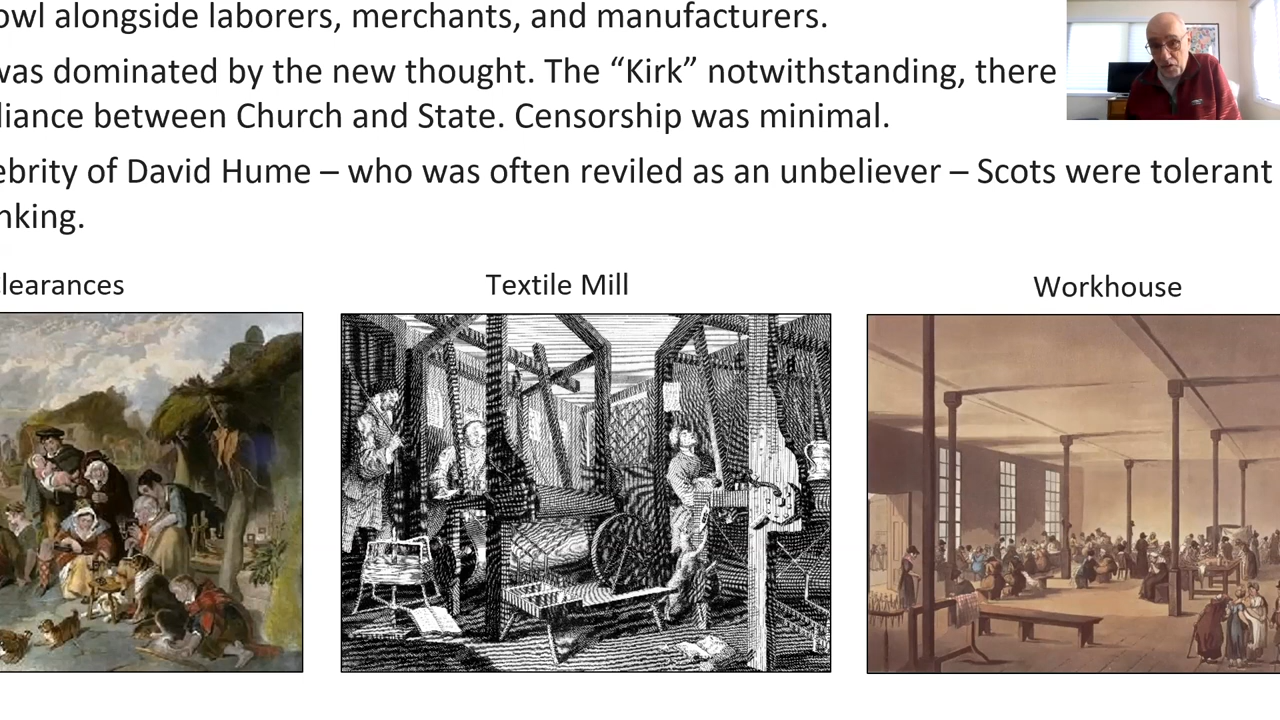 owl alongside laborers, merchants, and manufacturers.
was dominated by the new thought. The “Kirk” notwithstanding, there
liance between Church and State. Censorship was minimal.
ebrity of David Hume – who was often reviled as an unbeliever – Scots were tolerant
nking.
learances
Textile Mill
Workhouse